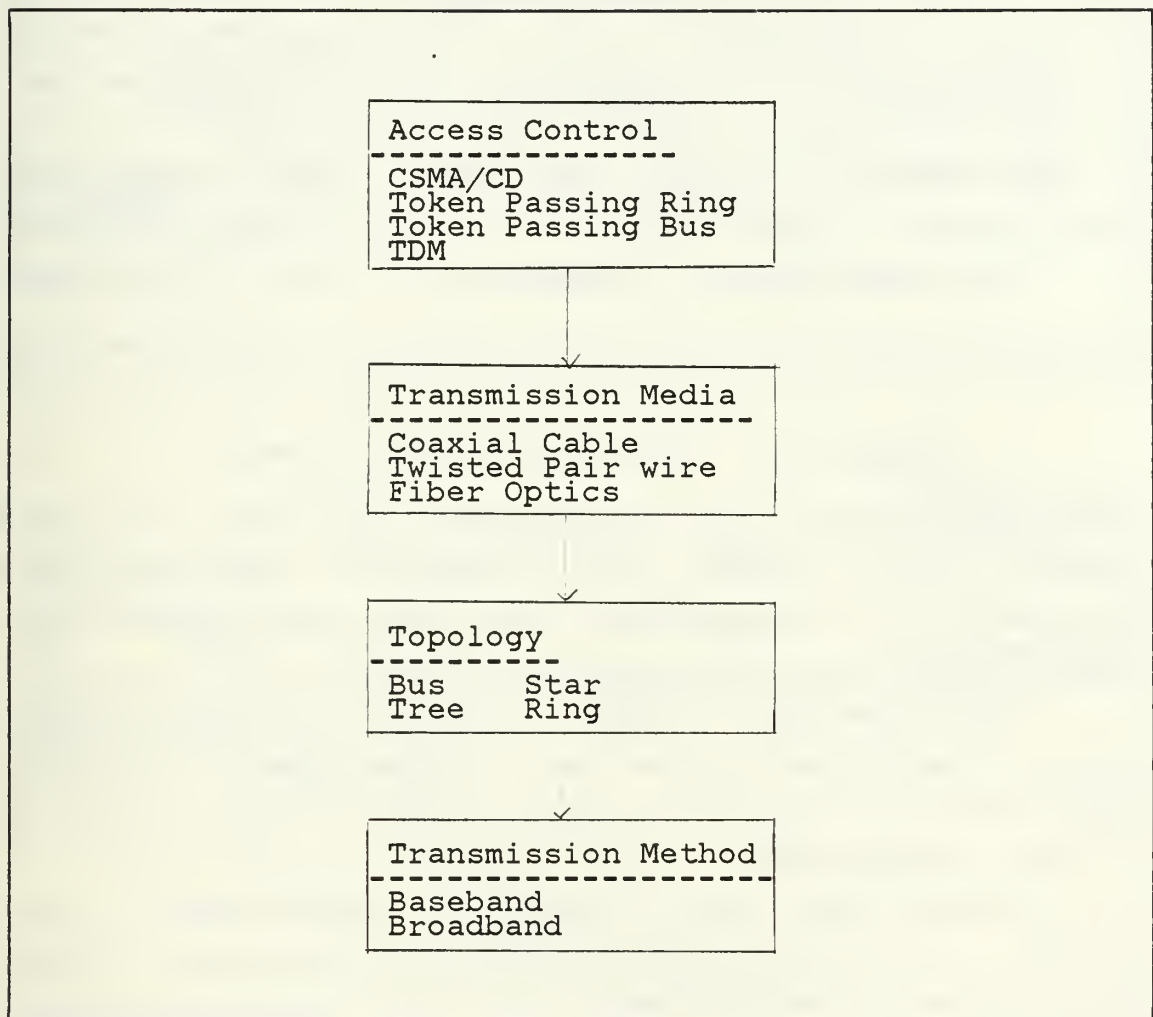 Access Control
CSMA/CD
Token Passing Ring
Token Passing Bus
TDM
Transmission Media
Coaxial Cable
Twisted Pair wire
Fiber Optics
Topology
Bus Star
Tree Ring
Transmission Method
Baseband
Broadband